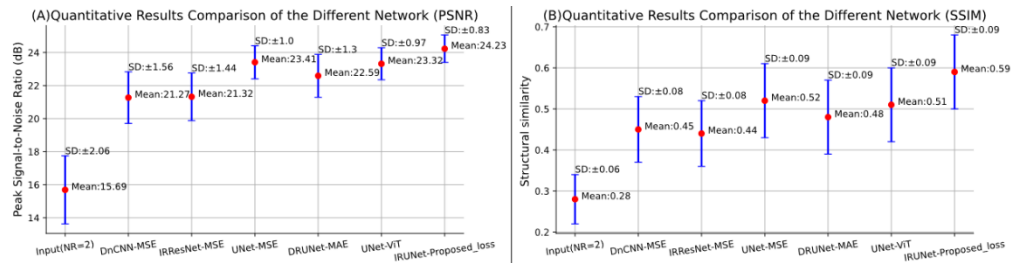 (A)Quantitative Results Comparison of the Different Network (PSNR)
Peak Signal-to-Noise Ratio (dB)
24
22
20
18
16
14
SD:±2.06
Mean:15.69
SD:±1.56
Mean:21.27
SD:±1.44
Mean:21.32
SD:±1.0
Mean:23.41
SD:±1.3
Mean:22.59
SD:±0.97
Mean:23.32
SD:±0.83
Mean:24.23
Input(NR=2)
DnCNN-MSE
IRResNet-MSE
UNet-MSE
DRUNet-MAE
UNet-ViT
IRUNet-Proposed_loss
(B)Quantitative Results Comparison of the Different Network (SSIM)
Structural similarity
0.7
0.6
0.5
0.4
0.3
0.2
SD:±0.06
Mean:0.28
SD:±0.08
Mean:0.45
SD:±0.08
Mean:0.44
SD:±0.09
Mean:0.52
SD:±0.09
Mean:0.48
SD:±0.09
Mean:0.51
SD:±0.09
Mean:0.59
Input(NR=2)
DnCNN-MSE
IRResNet-MSE
UNet-MSE
DRUNet-MAE
UNet-ViT
IRUNet-Proposed_loss